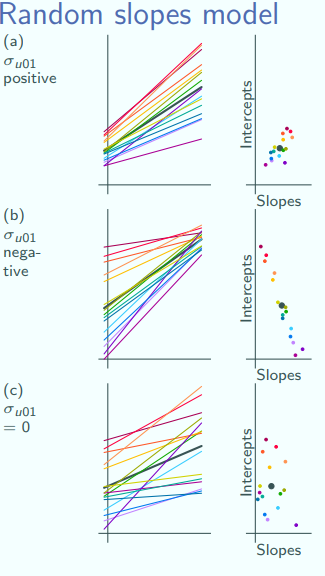 Random slopes model
(a)
σu01
positive
Intercepts
Slopes
(b)
σu01
nega-
tive
Intercepts
Slopes
(c)
σu01
= 0
Intercepts
Slopes